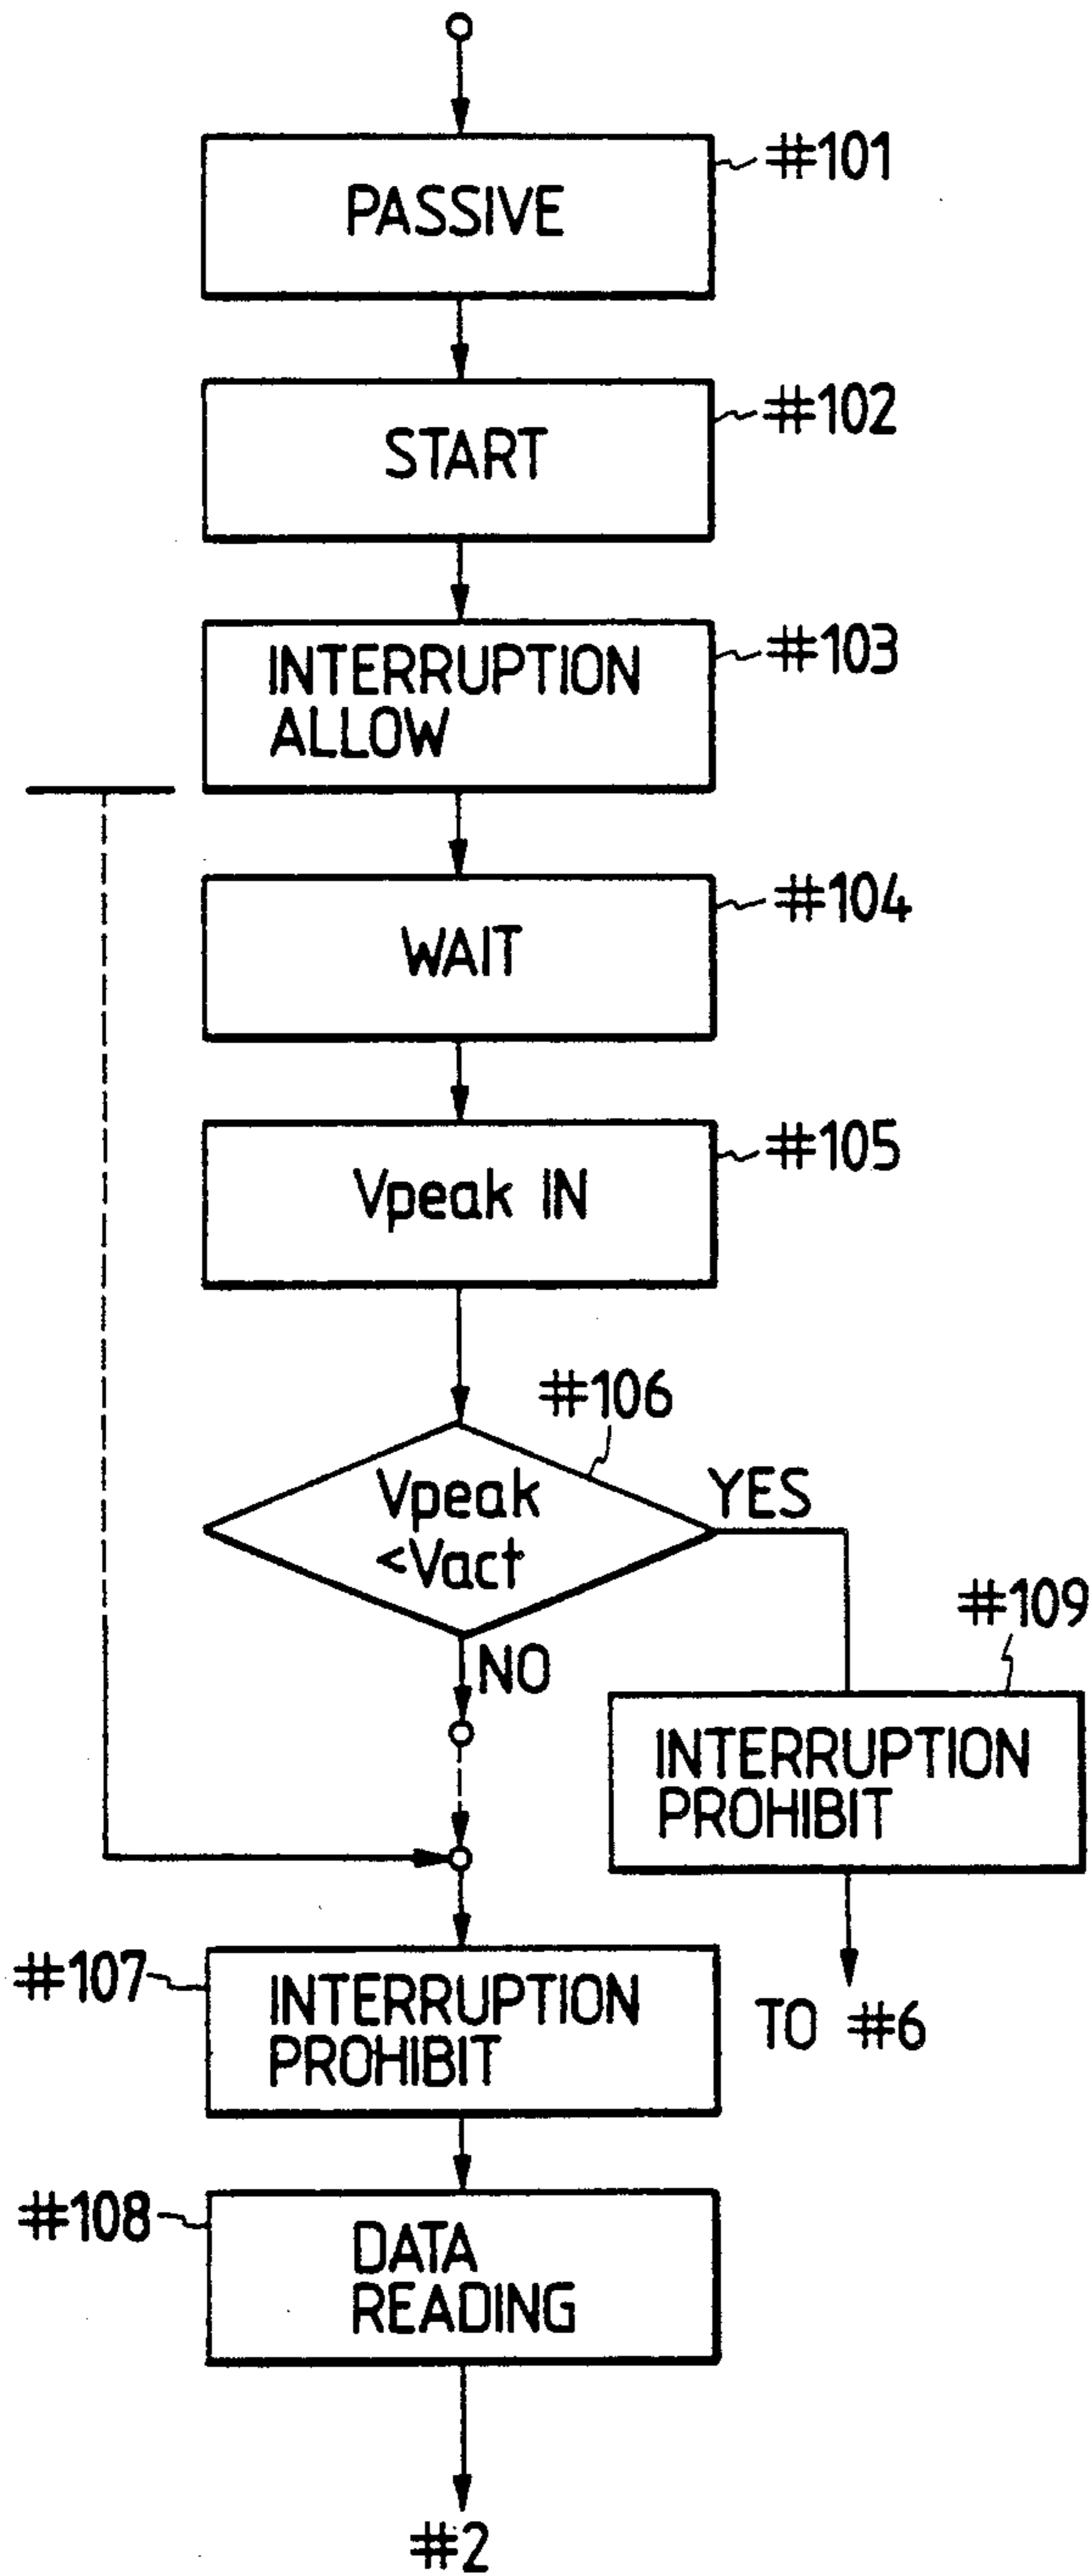 #101
PASSIVE
#102
START
#103
INTERRUPTION
ALLOW
#104
WAIT
#105
Vpeak IN
#106
Vpeak
<Vact
YES
NO
#109
INTERRUPTION
PROHIBIT
TO #6
#107
INTERRUPTION
PROHIBIT
#108
DATA
READING
#2